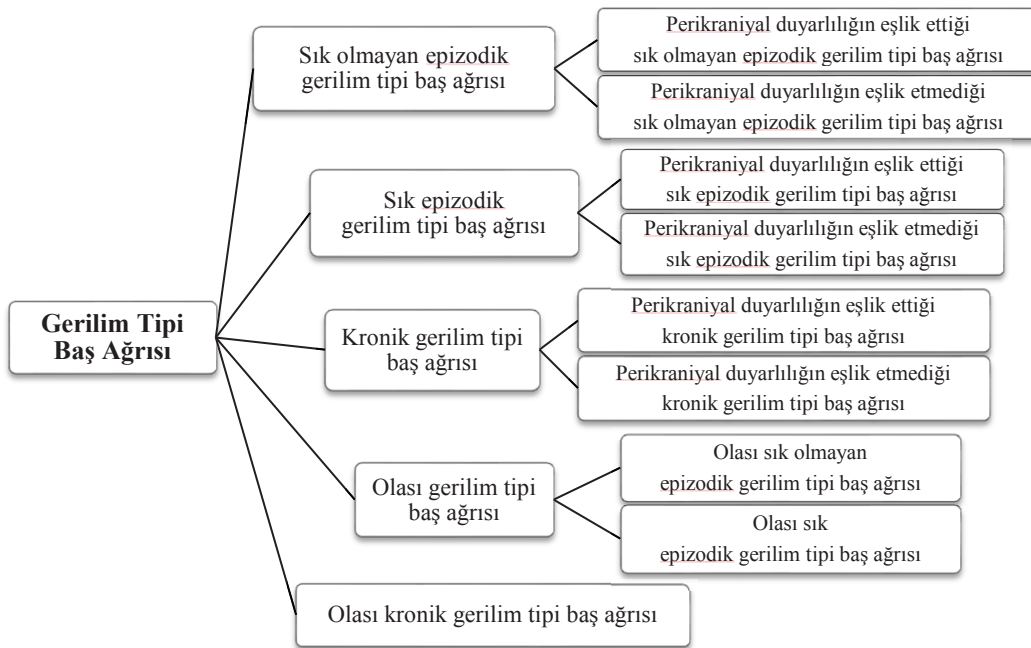 Sık olmayan epizodik
gerilim tipi baş ağrısı
Perikraniyal duyarlılığın eşlik ettiği
sık olmayan epizodik gerilim tipi baş ağrısı
Perikraniyal duyarlılığın eşlik etmediği
sık olmayan epizodik gerilim tipi baş ağrısı
Sık epizodik
gerilim tipi baş ağrısı
Perikraniyal duyarlılığın eşlik ettiği
sık epizodik gerilim tipi baş ağrısı
Perikraniyal duyarlılığın eşlik etmediği
sık epizodik gerilim tipi baş ağrısı
Gerilim Tipi
Baş Ağrısı
Kronik gerilim tipi
baş ağrısı
Perikraniyal duyarlılığın eşlik ettiği
kronik gerilim tipi baş ağrısı
Perikraniyal duyarlılığın eşlik etmediği
kronik gerilim tipi baş ağrısı
Olası gerilim tipi
baş ağrısı
Olası sık olmayan
epizodik gerilim tipi baş ağrısı
Olası sık
epizodik gerilim tipi baş ağrısı
Olası kronik gerilim tipi baş ağrısı